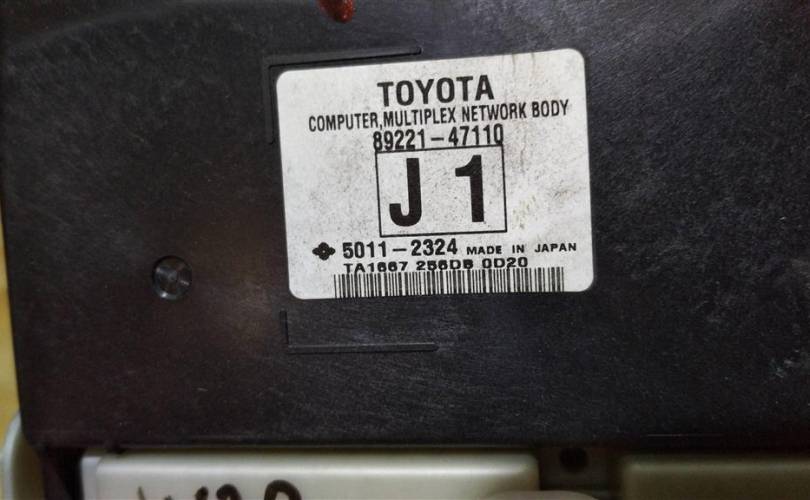 TOYOTA
COMPUTER,MULTIPLEX NETWORK BODY
89221-47110
J 1
5011-2324 MADE IN JAPAN
TA1667 256DB 0D20